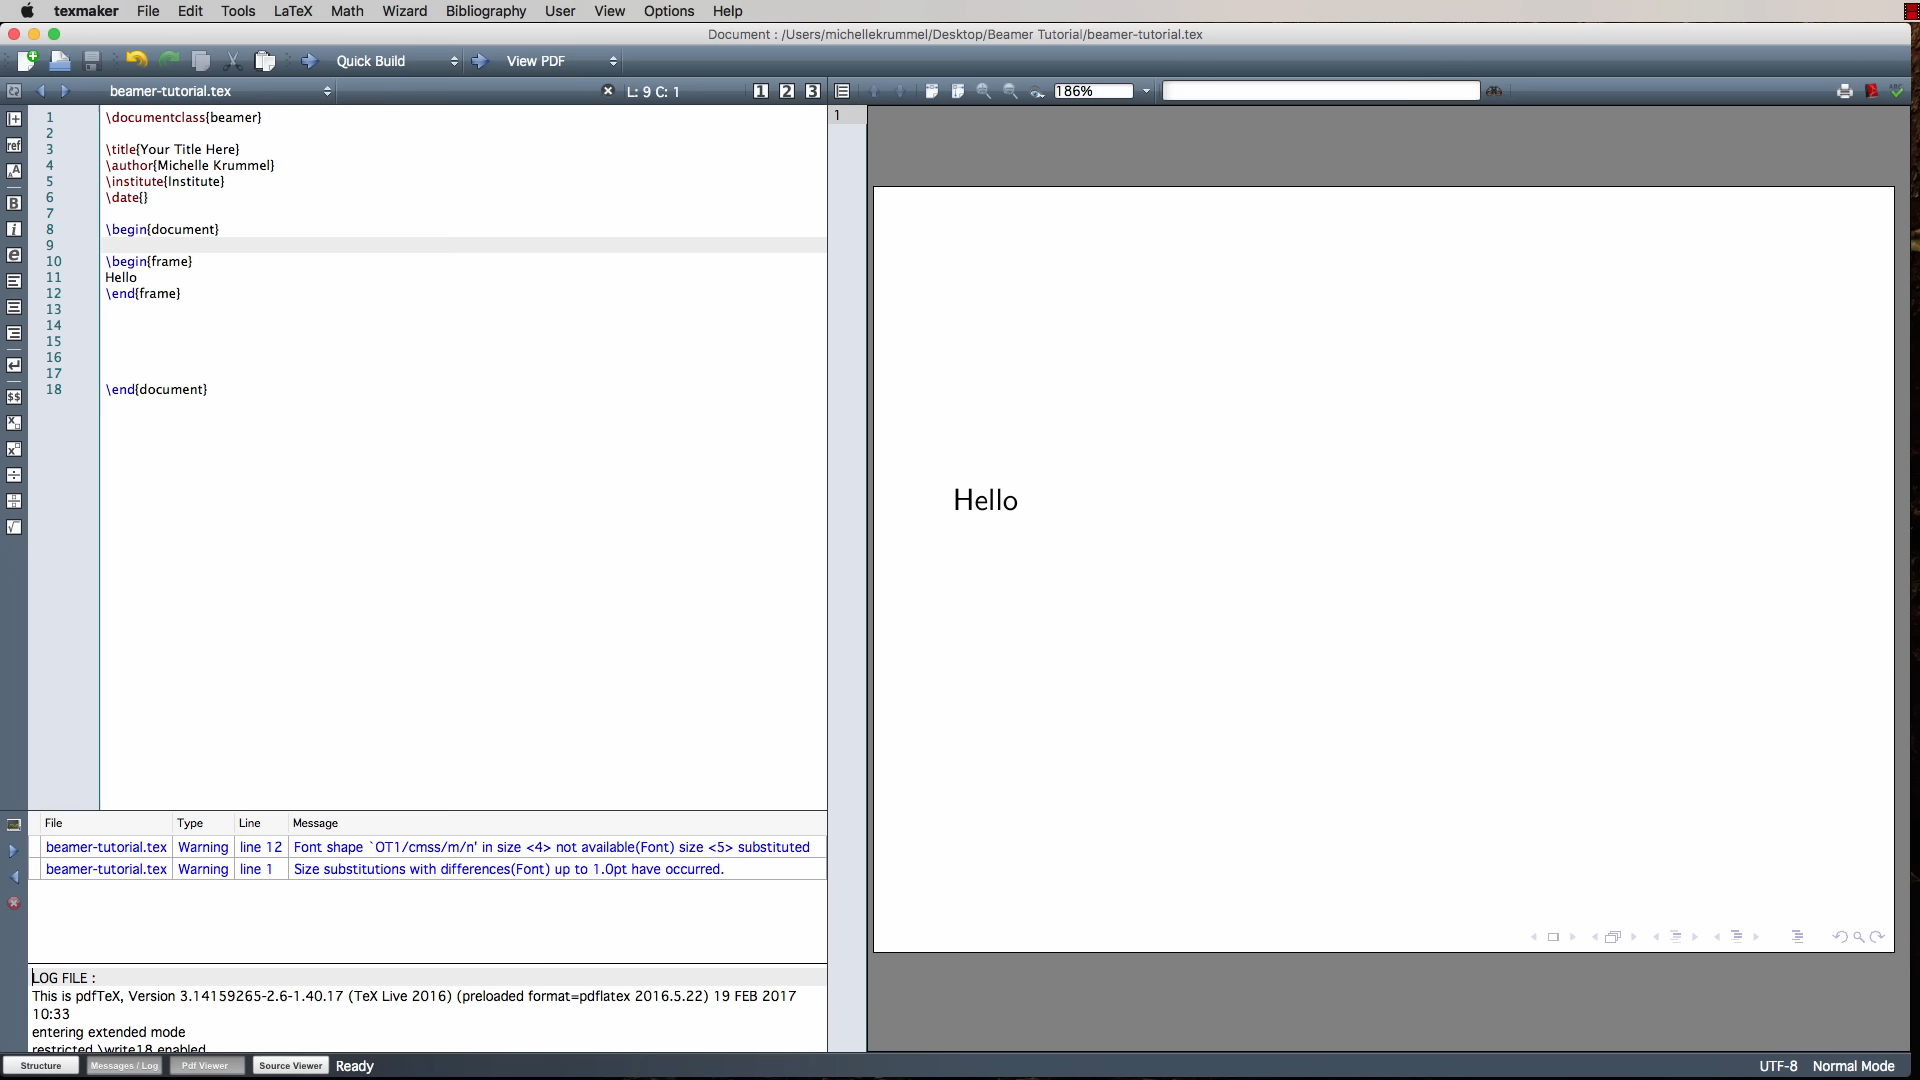 texmaker File Edit Tools LaTeX Math Wizard Bibliography User View Options Help
Document : /Users/michellekrummel/Desktop/Beamer Tutorial/beamer-tutorial.tex
Quick Build View PDF
beamer-tutorial.tex L: 9 C: 1 1 2 3 186%
1 \documentclass{beamer}
2
3 \title{Your Title Here}
4 \author{Michelle Krummel}
5 \institute{Institute}
6 \date{}
7
8 \begin{document}
9
10 \begin{frame}
11 Hello
12 \end{frame}
13
14
15
16
17
18 \end{document}
1
Hello
File Type Line Message
beamer-tutorial.tex Warning line 12 Font shape `OT1/cmss/m/n' in size <4> not available(Font) size <5> substituted
beamer-tutorial.tex Warning line 1 Size substitutions with differences(Font) up to 1.0pt have occurred.
LOG FILE :
This is pdfTeX, Version 3.14159265-2.6-1.40.17 (TeX Live 2016) (preloaded format=pdflatex 2016.5.22) 19 FEB 2017
10:33
entering extended mode
restricted \write18 enabled
Structure Messages / Log Pdf Viewer Source Viewer Ready UTF-8 Normal Mode